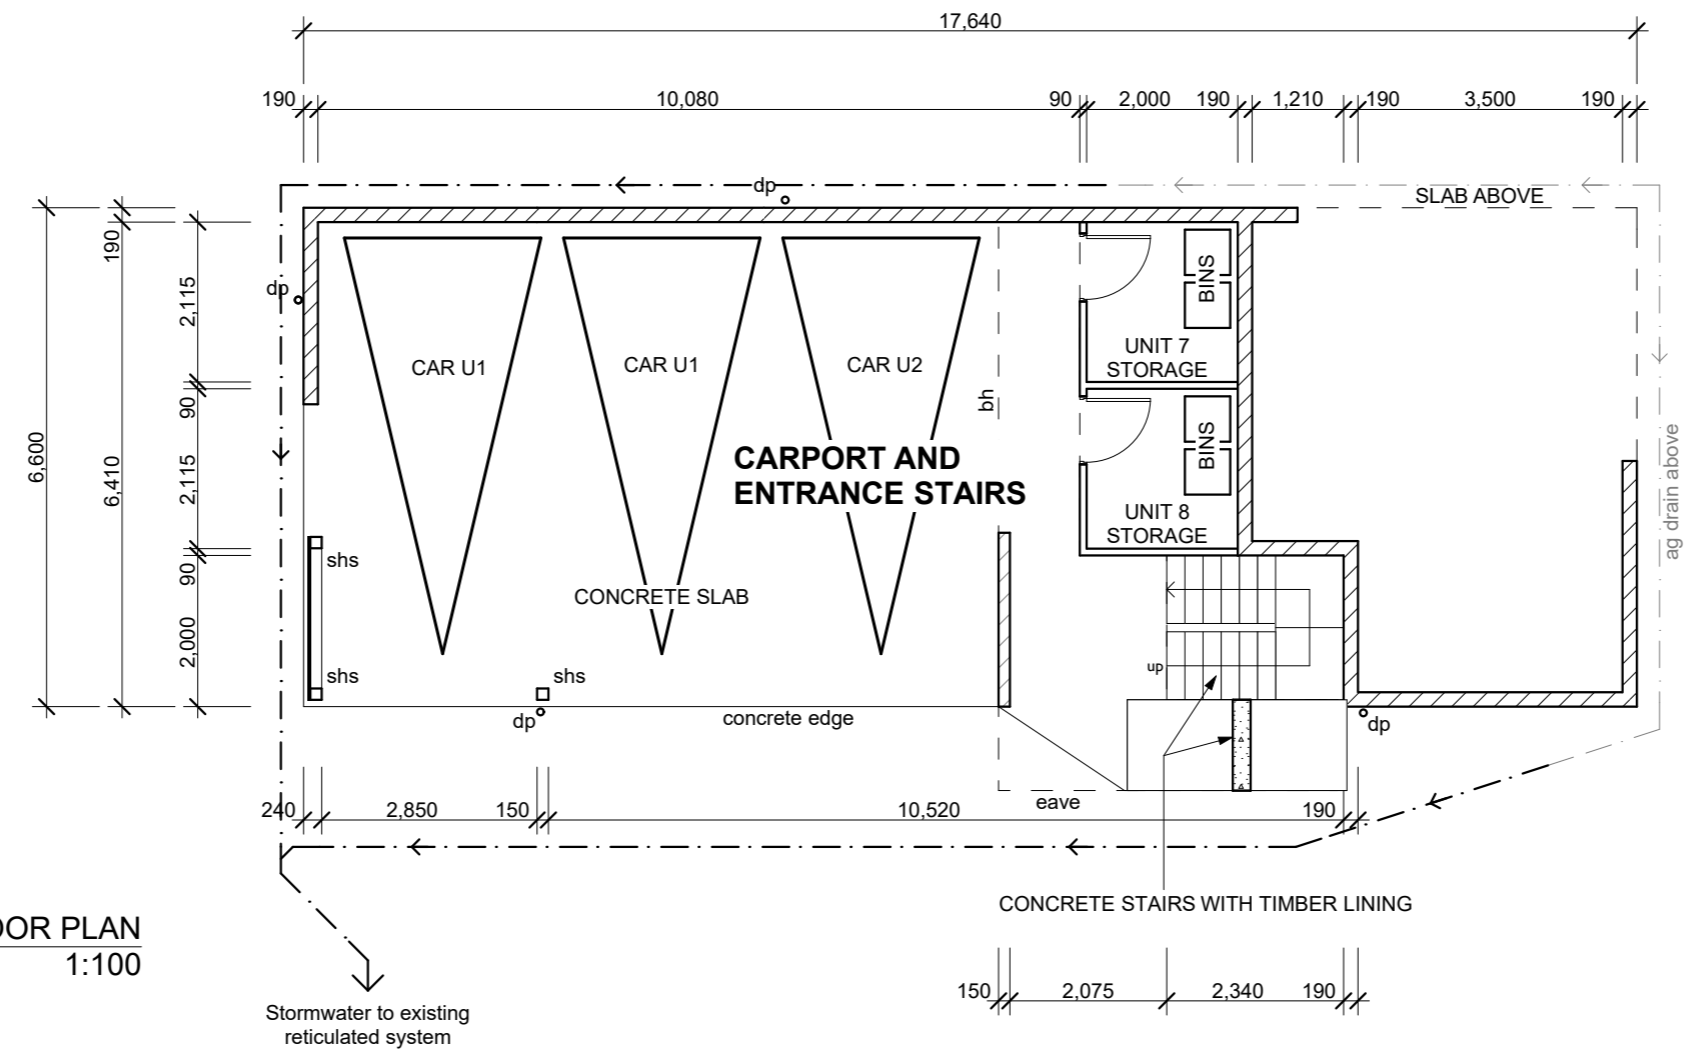 17,640
190
10,080
90
2,000
190
1,210
190
3,500
190
dp
SLAB ABOVE
190
2,115
90
2,115
90
2,000
6,410
6,600
dp
CAR U1
CAR U1
CAR U2
bh
BINS
UNIT 7
STORAGE
BINS
UNIT 8
STORAGE
CARPORT AND
ENTRANCE STAIRS
ag drain above
shs
CONCRETE SLAB
shs
shs
up
dp
concrete edge
dp
eave
240
2,850
150
10,520
190
CONCRETE STAIRS WITH TIMBER LINING
OOR PLAN
1:100
150
2,075
2,340
190
Stormwater to existing
reticulated system